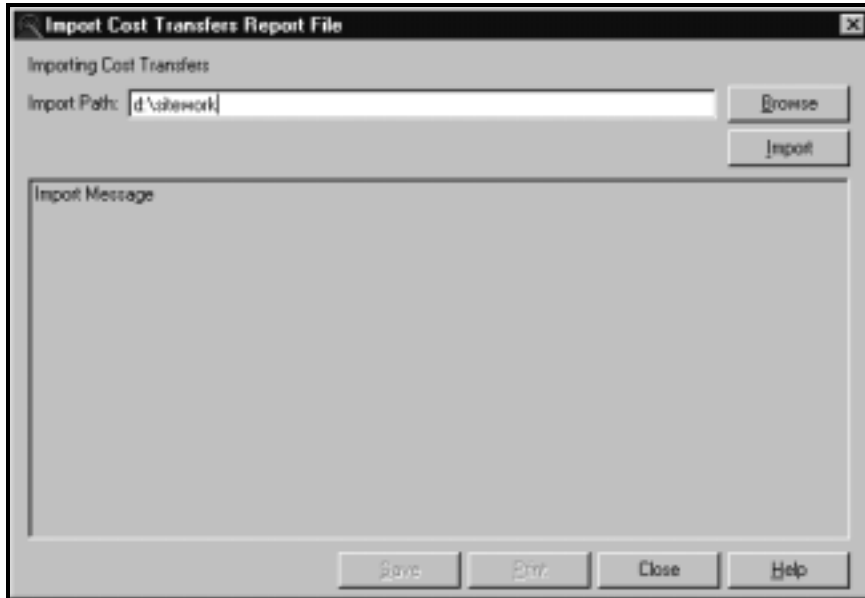 Import Cost Transfers Report File
Importing Cost Transfers
Import Path: d:\sitework
Browse
Import
Import Message
Save
Print
Close
Help